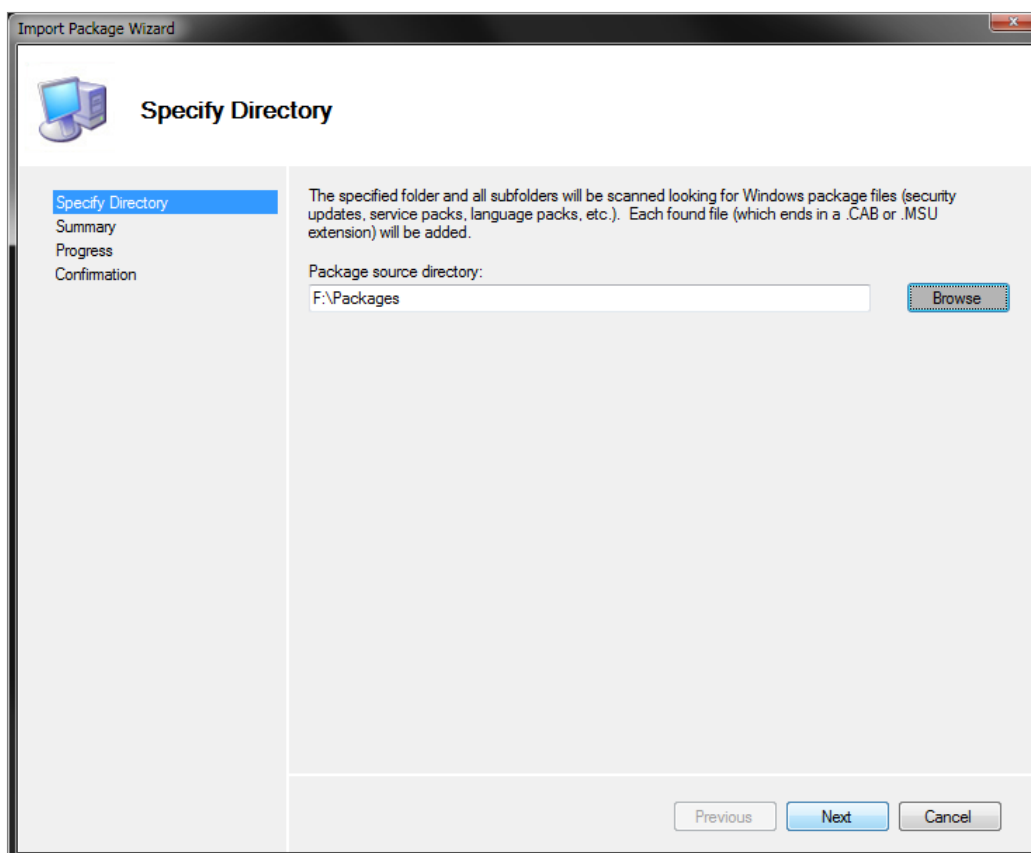 Import Package Wizard
Specify Directory
Specify Directory
Summary
Progress
Confirmation
The specified folder and all subfolders will be scanned looking for Windows package files (security
updates, service packs, language packs, etc.).  Each found file (which ends in a .CAB or .MSU
extension) will be added.
Package source directory:
F:\Packages
Browse
Previous
Next
Cancel